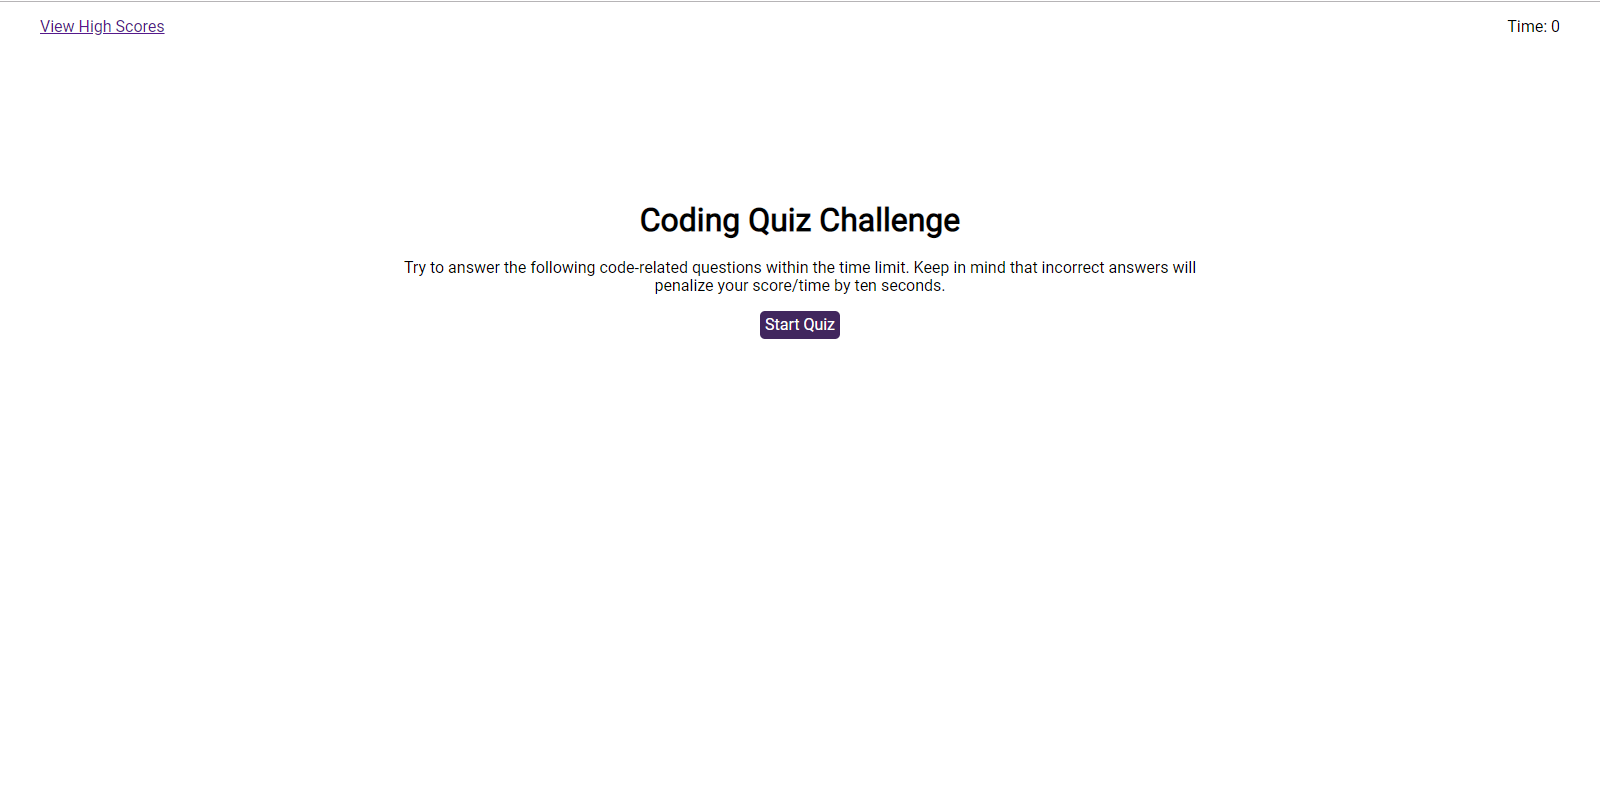 View High Scores
Time: 0
Coding Quiz Challenge
Try to answer the following code-related questions within the time limit. Keep in mind that incorrect answers will
penalize your score/time by ten seconds.
Start Quiz